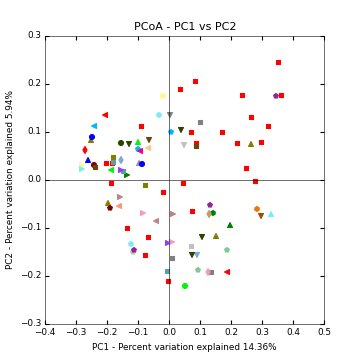 PCoA - PC1 vs PC2
0.3
0.2
0.1
0.0
−0.1
−0.2
−0.3
PC2 - Percent variation explained 5.94%
−0.4 −0.3 −0.2 −0.1 0.0 0.1 0.2 0.3 0.4 0.5
PC1 - Percent variation explained 14.36%